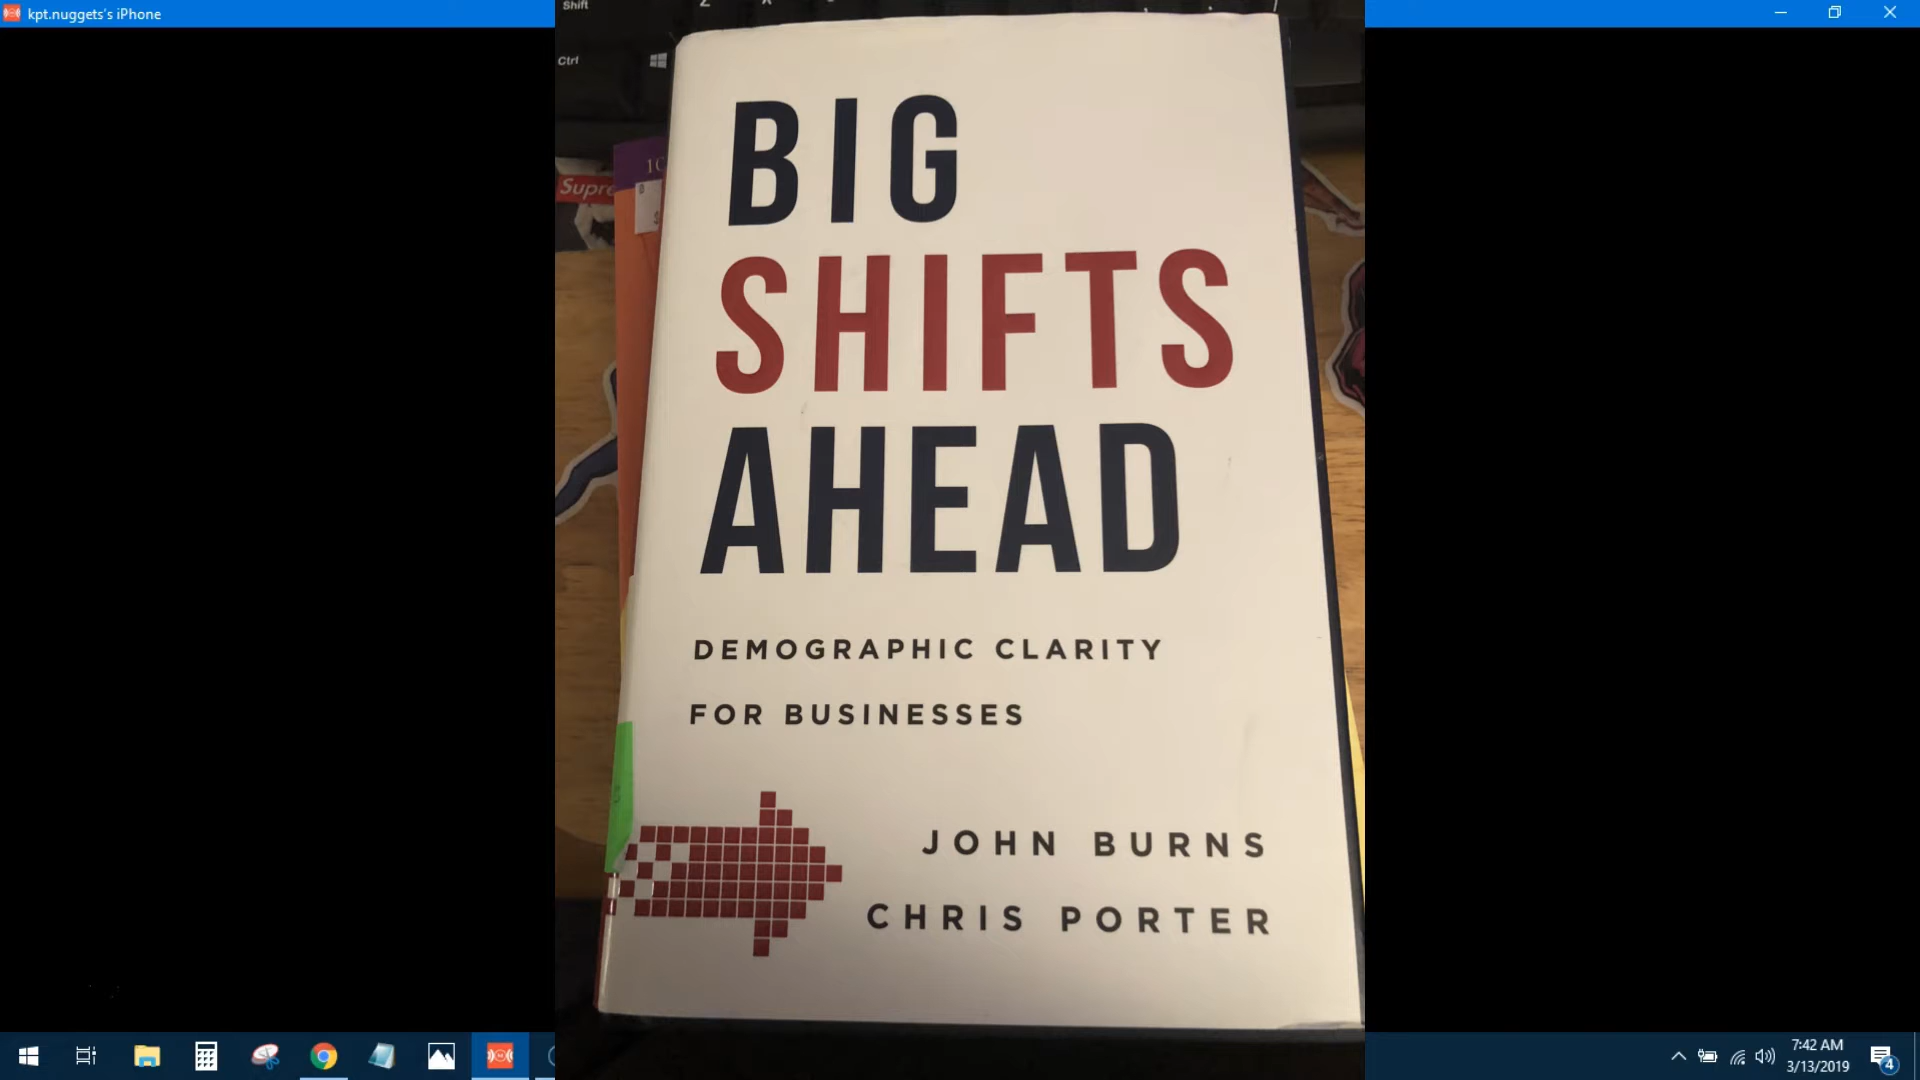 kpt.nuggets's iPhone
Shift
Ctrl
BIG
SHIFTS
AHEAD
DEMOGRAPHIC CLARITY
FOR BUSINESSES
JOHN BURNS
CHRIS PORTER
7:42 AM
3/13/2019
4